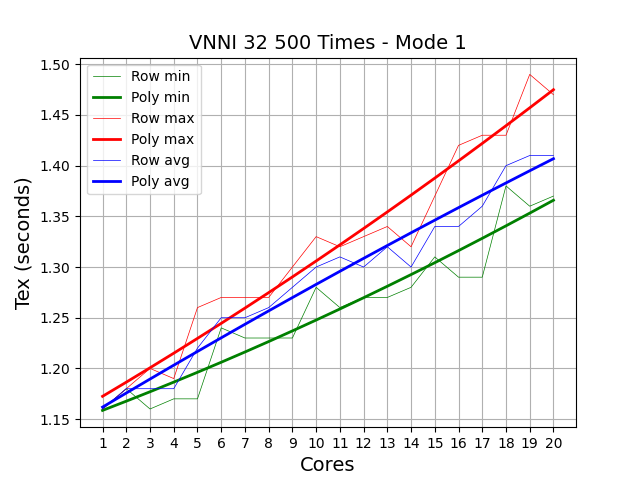 VNNI 32 500 Times - Mode 1
Tex (seconds)
1.50
1.45
1.40
1.35
1.30
1.25
1.20
1.15
Row min
Poly min
Row max
Poly max
Row avg
Poly avg
1 2 3 4 5 6 7 8 9 10 11 12 13 14 15 16 17 18 19 20
Cores